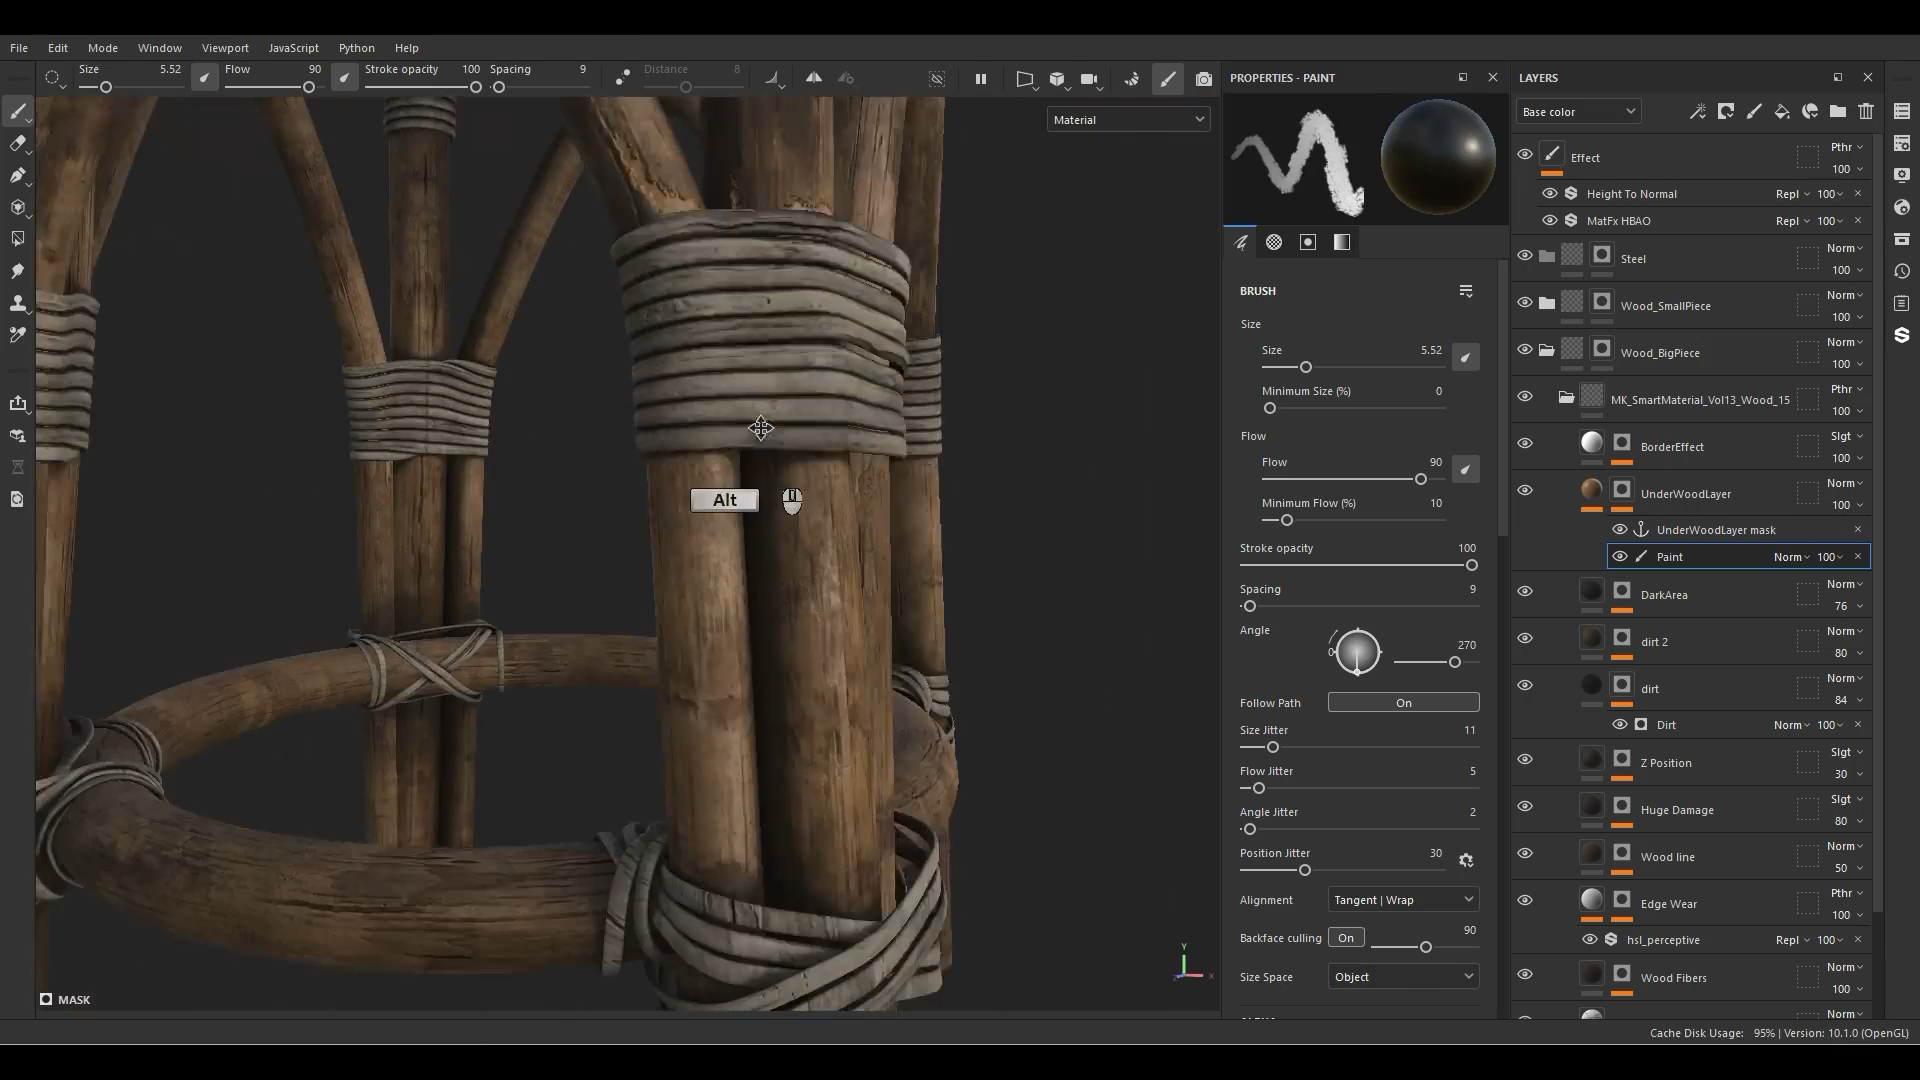 File Edit Mode Window Viewport JavaScript Python Help
Size 5.52 Flow 90 Stroke opacity 100 Spacing 9 Distance 8
Material
Alt
Y
X
MASK
PROPERTIES - PAINT
BRUSH
Size
Size 5.52
Minimum Size (%) 0
Flow
Flow 90
Minimum Flow (%) 10
Stroke opacity 100
Spacing 9
Angle 0 270
Follow Path On
Size Jitter 11
Flow Jitter 5
Angle Jitter 2
Position Jitter 30
Alignment Tangent | Wrap
Backface culling On 90
Size Space Object
LAYERS
Base color
Effect Pthr 100
Height To Normal Repl 100
MatFx HBAO Repl 100
Steel Norm 100
Wood_SmallPiece Norm 100
Wood_BigPiece Norm 100
MK_SmartMaterial_Vol13_Wood_15 Pthr 100
BorderEffect Slgt 100
UnderWoodLayer Norm 100
UnderWoodLayer mask
Paint Norm 100
DarkArea Norm 76
dirt 2 Norm 80
dirt Norm 84
Dirt Norm 100
Z Position Slgt 30
Huge Damage Slgt 80
Wood line Norm 50
Edge Wear Pthr 100
hsl_perceptive Repl 100
Wood Fibers Norm 100
Norm
Cache Disk Usage: 95% | Version: 10.1.0 (OpenGL)